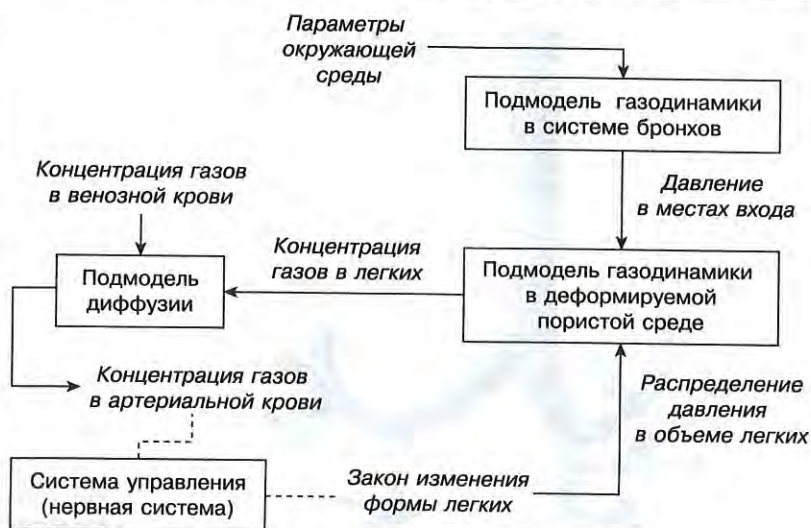 Параметры
окружающей
среды
Подмодель газодинамики
в системе бронхов
Концентрация газов
в венозной крови
Давление
в местах входа
Концентрация
газов в легких
Подмодель
диффузии
Подмодель газодинамики
в деформируемой
пористой среде
Концентрация газов
в артериальной крови
Распределение
давления
в объеме легких
Система управления
(нервная система)
Закон изменения
формы легких